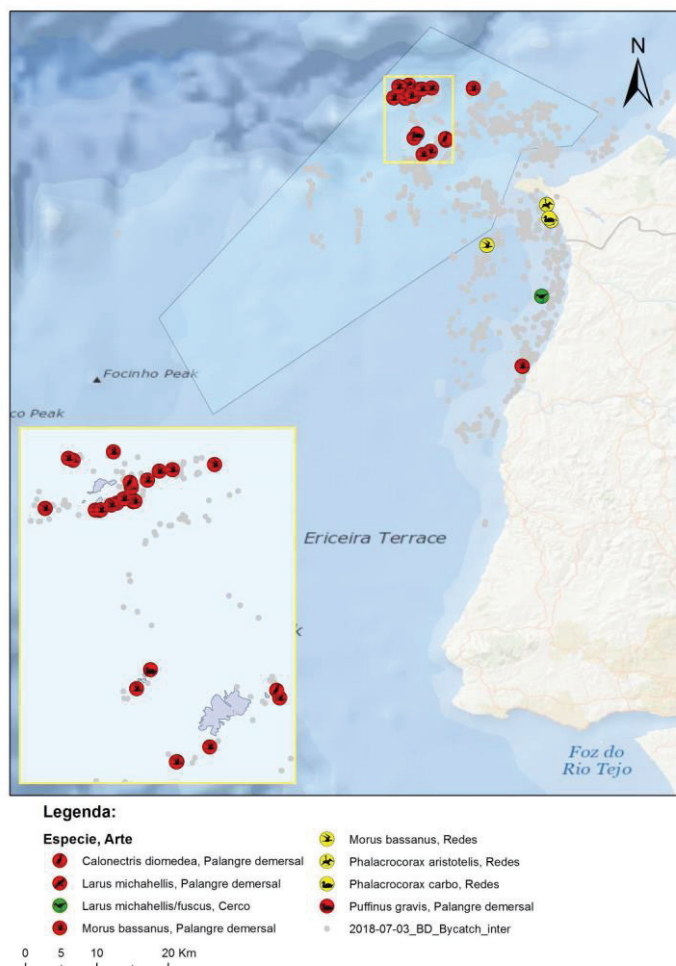 N
Focinho Peak
co Peak
Ericeira Terrace
k
Foz do
Rio Tejo
Legenda:
Especie, Arte
Calonectris diomedea, Palangre demersal
Larus michahellis, Palangre demersal
Larus michahellis/fuscus, Cerco
Morus bassanus, Palangre demersal
Morus bassanus, Redes
Phalacrocorax aristotelis, Redes
Phalacrocorax carbo, Redes
Puffinus gravis, Palangre demersal
2018-07-03_BD_Bycatch_inter
0 5 10 20 Km